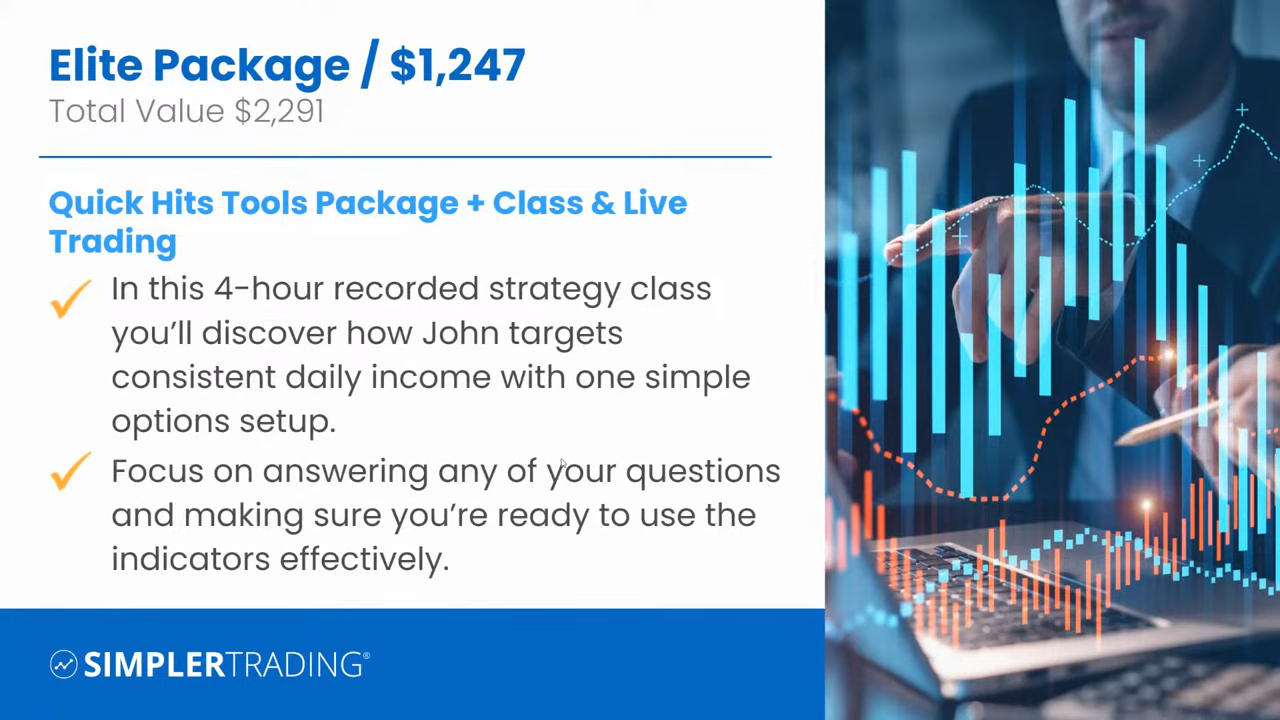 Elite Package / $1,247
Total Value $2,291
Quick Hits Tools Package + Class & Live
Trading
In this 4-hour recorded strategy class
you’ll discover how John targets
consistent daily income with one simple
options setup.
Focus on answering any of your questions
and making sure you’re ready to use the
indicators effectively.
SIMPLERTRADING®